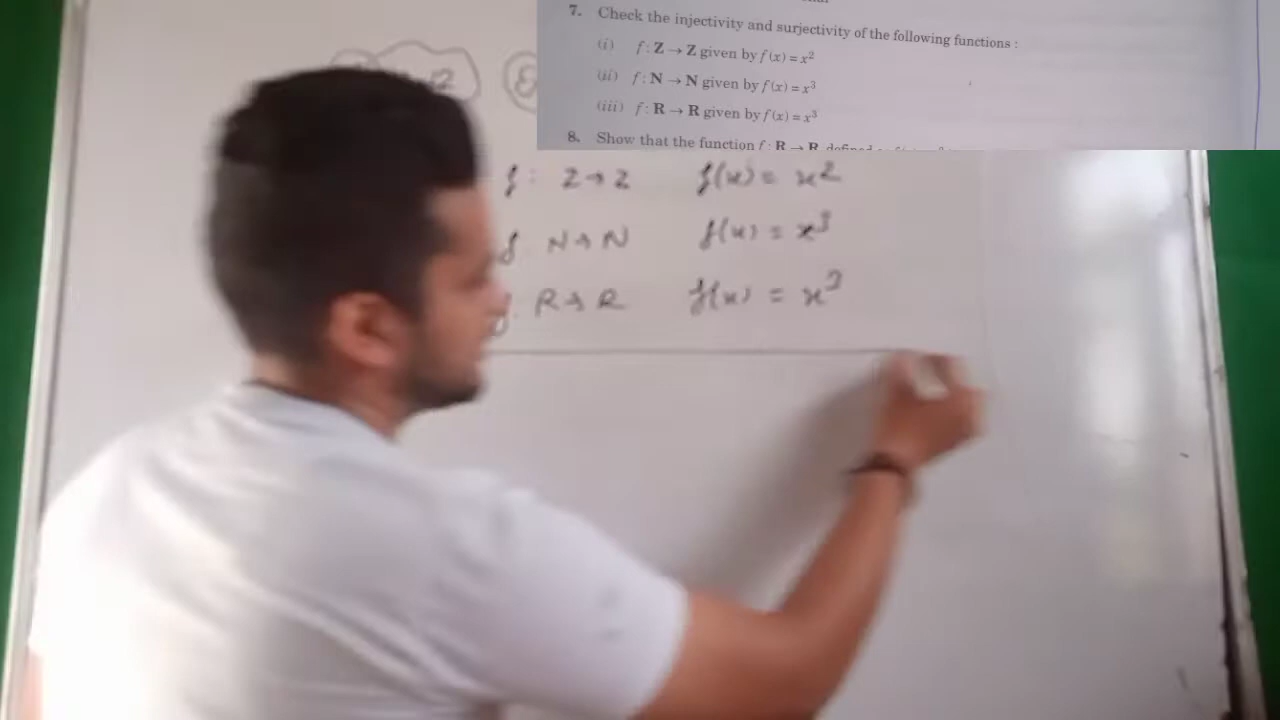 7. Check the injectivity and surjectivity of the following functions :
(i) f : Z → Z given by f(x) = x²
(ii) f : N → N given by f(x) = x³
(iii) f : R → R given by f(x) = x³
8. Show that the function f : R → R
f : Z → Z f(x) = x²
f N → N f(x) = x³
R → R f(x) = x³